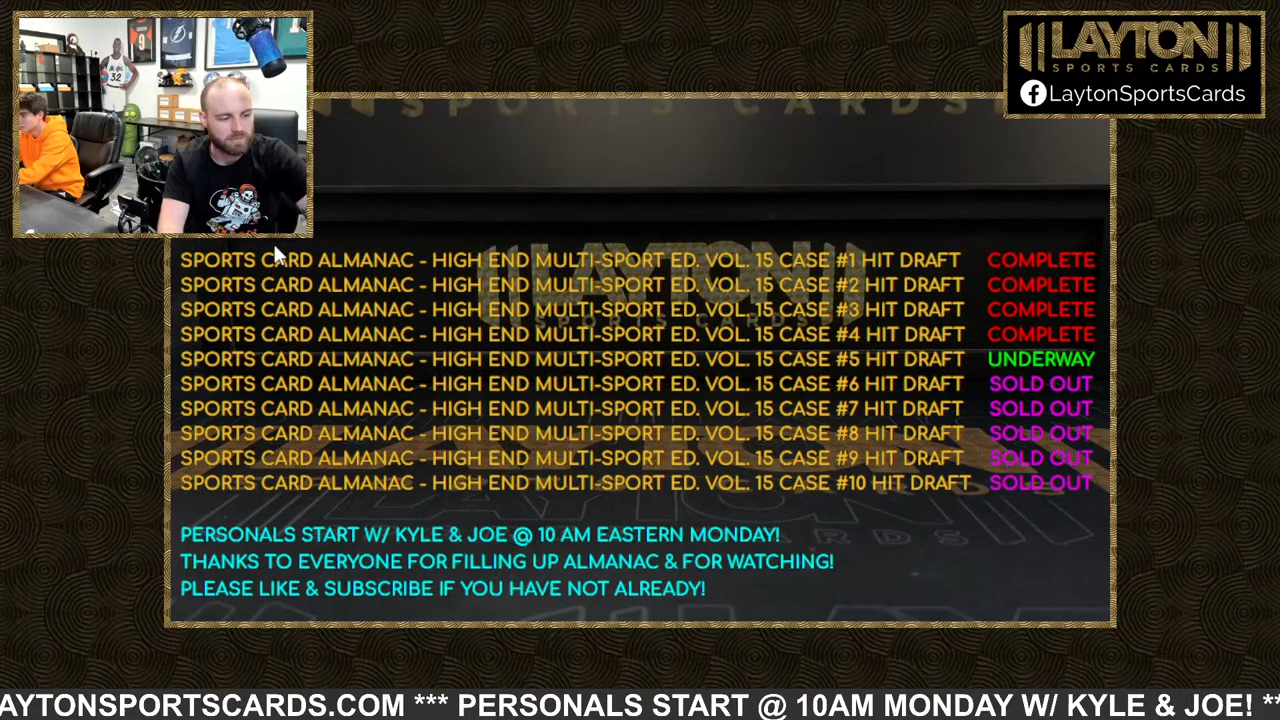 LAYTON
SPORTS CARDS
LaytonSportsCards
SPORTS CARDS
32
9
LAYTON
SPORTS CARDS
SPORTS CARD ALMANAC - HIGH END MULTI-SPORT ED. VOL. 15 CASE #1 HIT DRAFT COMPLETE
SPORTS CARD ALMANAC - HIGH END MULTI-SPORT ED. VOL. 15 CASE #2 HIT DRAFT COMPLETE
SPORTS CARD ALMANAC - HIGH END MULTI-SPORT ED. VOL. 15 CASE #3 HIT DRAFT COMPLETE
SPORTS CARD ALMANAC - HIGH END MULTI-SPORT ED. VOL. 15 CASE #4 HIT DRAFT COMPLETE
SPORTS CARD ALMANAC - HIGH END MULTI-SPORT ED. VOL. 15 CASE #5 HIT DRAFT UNDERWAY
SPORTS CARD ALMANAC - HIGH END MULTI-SPORT ED. VOL. 15 CASE #6 HIT DRAFT SOLD OUT
SPORTS CARD ALMANAC - HIGH END MULTI-SPORT ED. VOL. 15 CASE #7 HIT DRAFT SOLD OUT
SPORTS CARD ALMANAC - HIGH END MULTI-SPORT ED. VOL. 15 CASE #8 HIT DRAFT SOLD OUT
SPORTS CARD ALMANAC - HIGH END MULTI-SPORT ED. VOL. 15 CASE #9 HIT DRAFT SOLD OUT
SPORTS CARD ALMANAC - HIGH END MULTI-SPORT ED. VOL. 15 CASE #10 HIT DRAFT SOLD OUT
PERSONALS START W/ KYLE & JOE @ 10 AM EASTERN MONDAY!
THANKS TO EVERYONE FOR FILLING UP ALMANAC & FOR WATCHING!
PLEASE LIKE & SUBSCRIBE IF YOU HAVE NOT ALREADY!
AYTONSPORTSCARDS.COM *** PERSONALS START @ 10AM MONDAY W/ KYLE & JOE! **